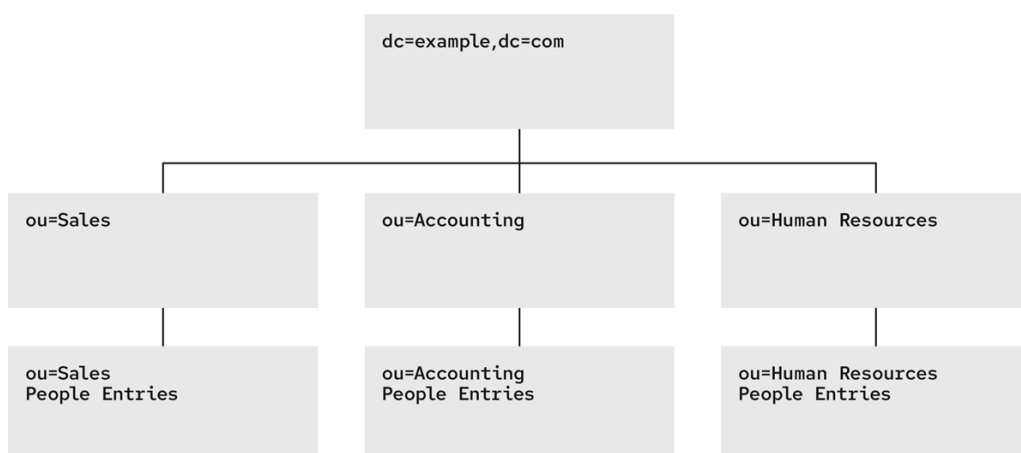 dc=example,dc=com
ou=Sales
ou=Accounting
ou=Human Resources
ou=Sales
People Entries
ou=Accounting
People Entries
ou=Human Resources
People Entries